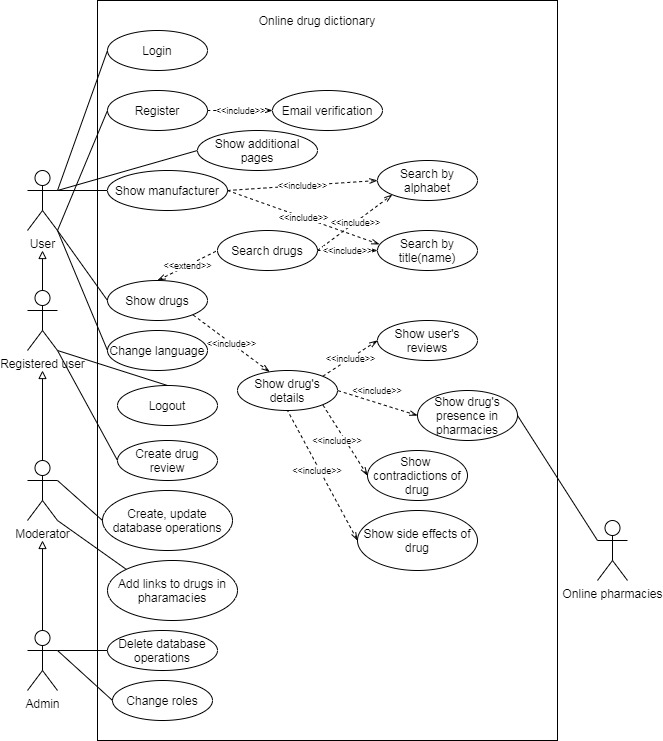 Online drug dictionary
Login
Register
<<include>>
Email verification
Show additional
pages
Show manufacturer
<<include>>
Search by
alphabet
<<include>>
<<include>>
User
Search drugs
<<include>>
Search by
title(name)
<<extend>>
Show drugs
Change language
<<include>>
Show user's
reviews
<<include>>
Registered user
Show drug's
details
<<include>>
Show drug's
presence in
pharmacies
Logout
<<include>>
Create drug
review
<<include>>
Show
contradictions of
drug
Create, update
database operations
Moderator
Show side effects of
drug
Add links to drugs in
pharamacies
Online pharmacies
Delete database
operations
Change roles
Admin